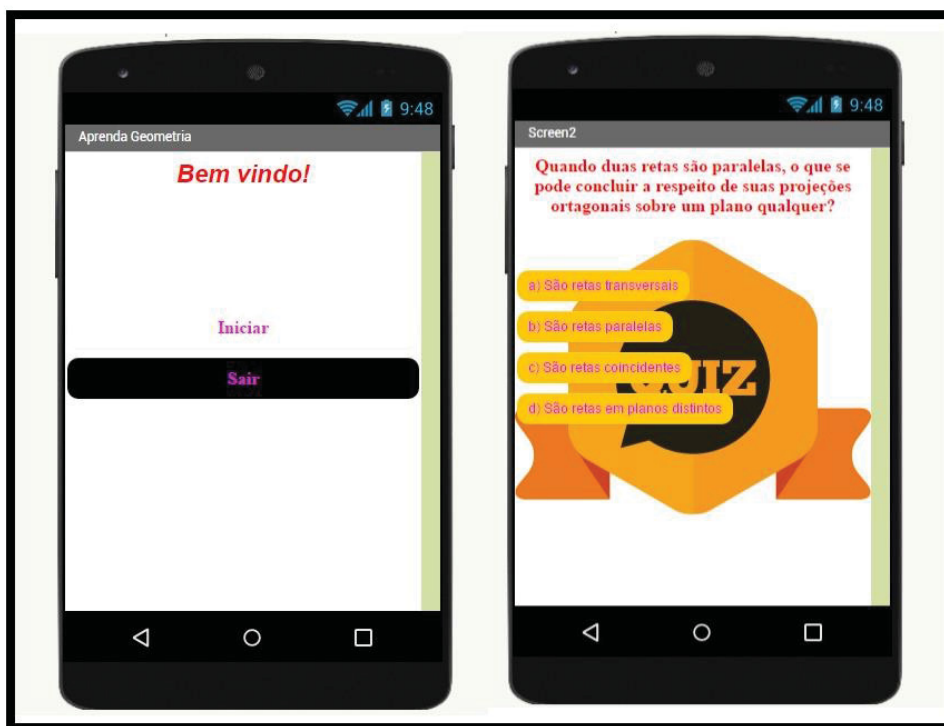 9:48
Aprenda Geometria
Bem vindo!
Iniciar
Sair
9:48
Screen2
Quando duas retas são paralelas, o que se
pode concluir a respeito de suas projeções
ortagonais sobre um plano qualquer?
a) São retas transversais
b) São retas paralelas
c) São retas coincidentes
QUIZ
d) São retas em planos distintos